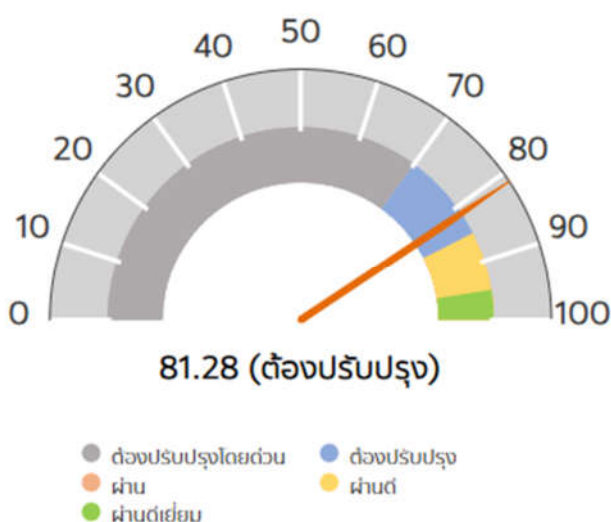 50
40
60
30
70
20
80
10
90
0
100
81.28 (ต้องปรับปรุง)
ต้องปรับปรุงโดยด่วน
ต้องปรับปรุง
ผ่าน
ผ่านดี
ผ่านดีเยี่ยม